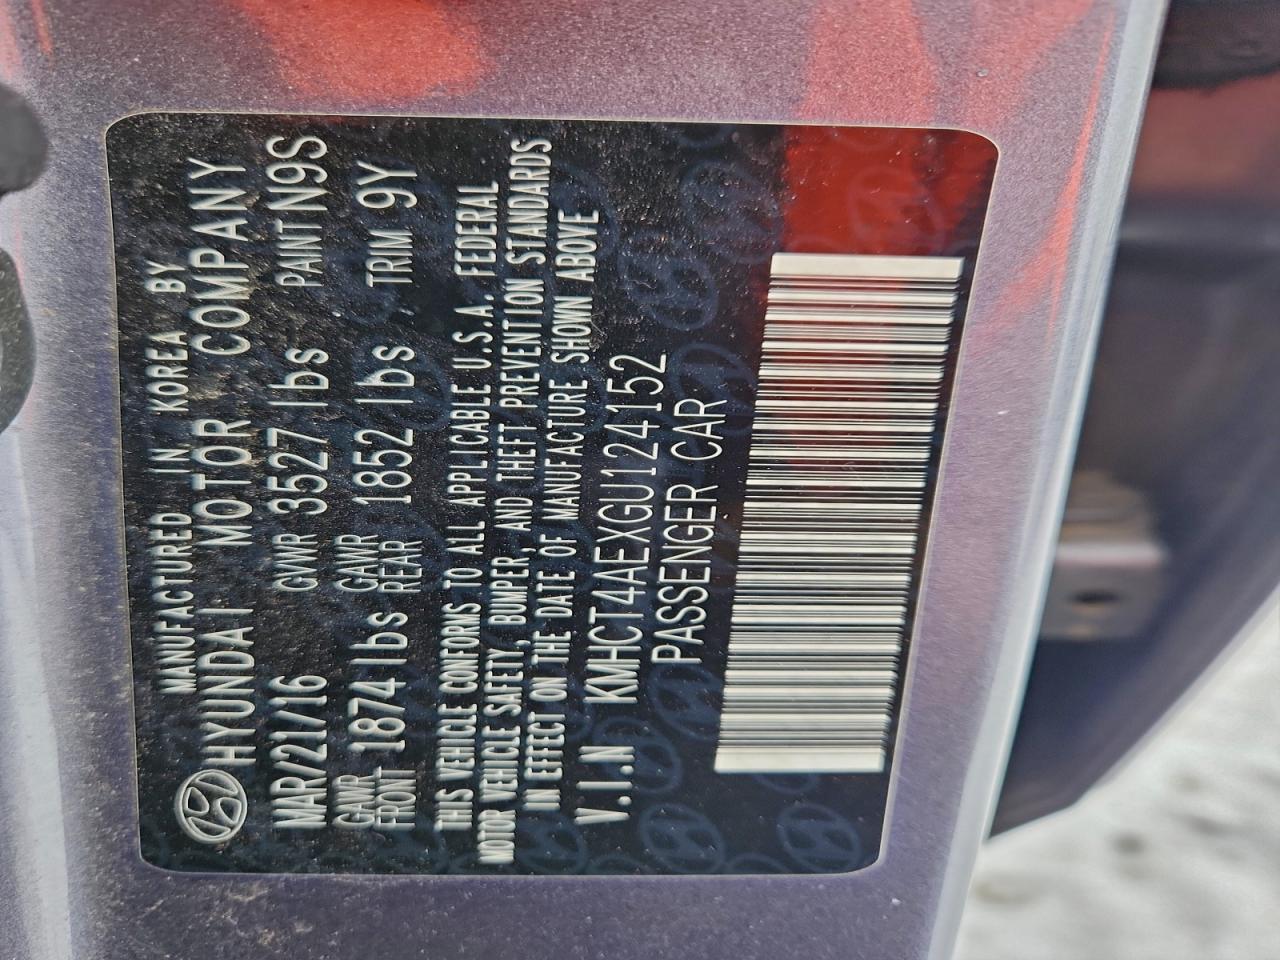 MANUFACTURED IN KOREA BY
HYUNDAI MOTOR COMPANY
MAR/21/16 GVWR 3527 lbs PAINT N9S
GAWR FRONT 1874 lbs GAWR REAR 1852 lbs TRIM 9Y
THIS VEHICLE CONFORMS TO ALL APPLICABLE U.S.A. FEDERAL
MOTOR VEHICLE SAFETY, BUMPER, AND THEFT PREVENTION STANDARDS
IN EFFECT ON THE DATE OF MANUFACTURE SHOWN ABOVE
V.I.N KMHCT4AEXGU124152
PASSENGER CAR